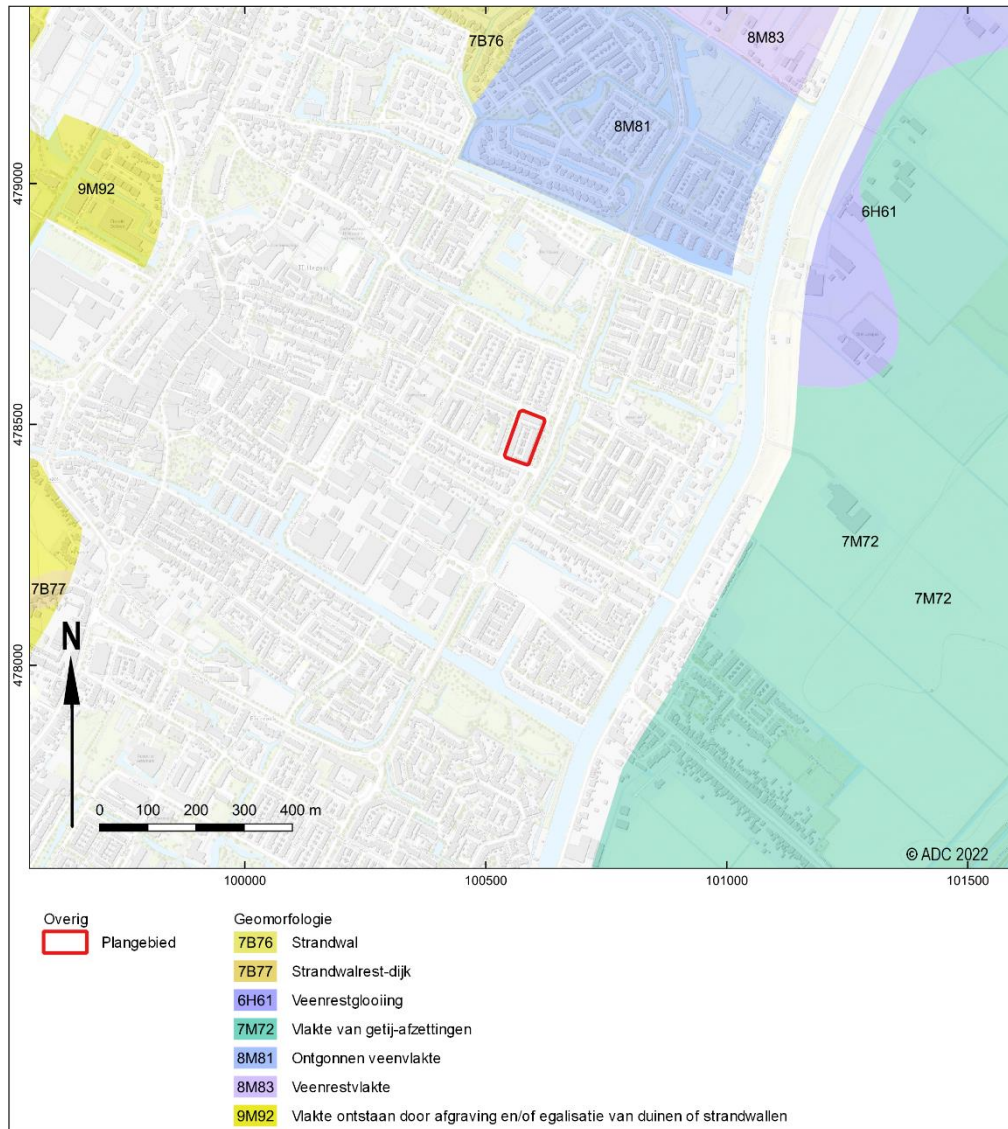 7B76
8M83
8M81
479000
9M92
6H61
478500
7M72
7B77
7M72
N
478000
0 100 200 300 400 m
© ADC 2022
100000 100500 101000 101500
Overig
Plangebied
Geomorfologie
7B76 Strandwal
7B77 Strandwalrest-dijk
6H61 Veenrestglooiing
7M72 Vlakte van getij-afzettingen
8M81 Ontgonnen veenvlakte
8M83 Veenrestvlakte
9M92 Vlakte ontstaan door afgraving en/of egalisatie van duinen of strandwallen